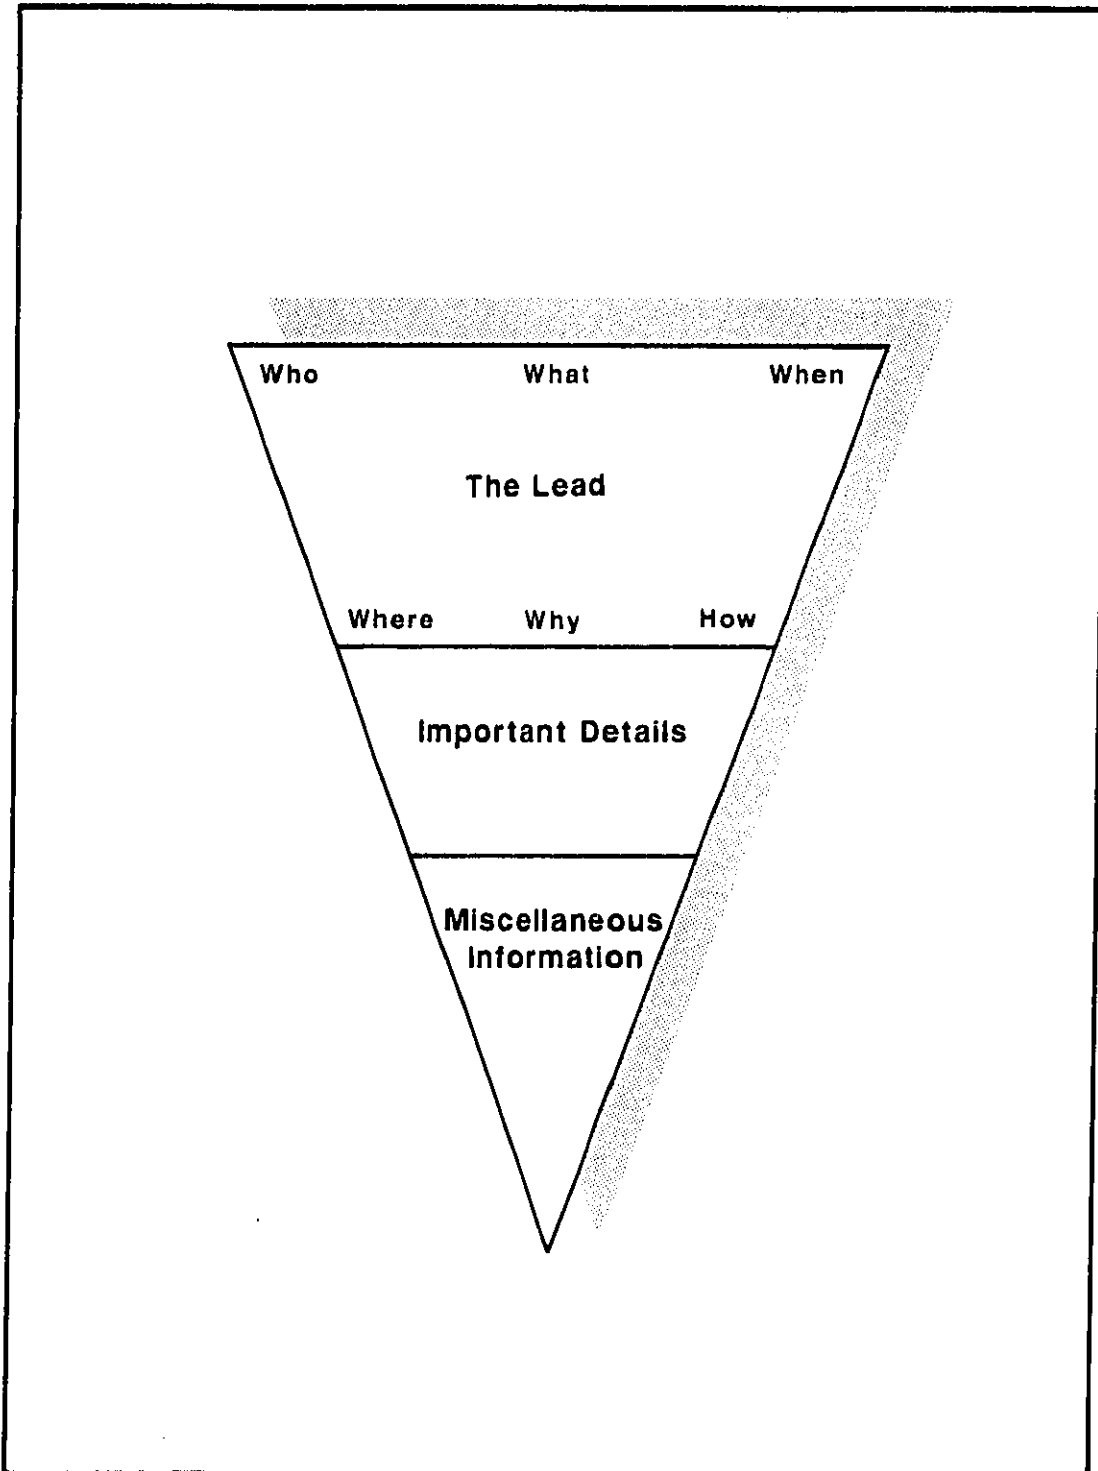 Who What When
The Lead
Where Why How
Important Details
Miscellaneous
Information